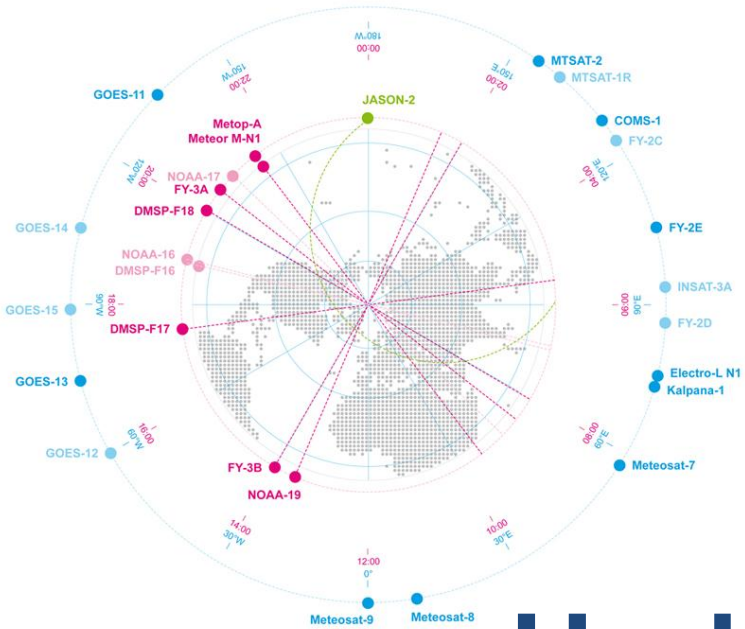 180°W
00:00
150°W
22:00
150°E
02:00
MTSAT-2
MTSAT-1R
GOES-11
JASON-2
Metop-A
Meteor M-N1
COMS-1
FY-2C
120°W
20:00
120°E
04:00
NOAA-17
FY-3A
DMSP-F18
GOES-14
FY-2E
NOAA-16
DMSP-F16
INSAT-3A
GOES-15
90°W
18:00
06:00
90°E
FY-2D
DMSP-F17
GOES-13
Electro-L N1
Kalpana-1
16:00
60°W
08:00
60°E
GOES-12
Meteosat-7
FY-3B
NOAA-19
14:00
30°W
10:00
30°E
12:00
0°
Meteosat-9
Meteosat-8